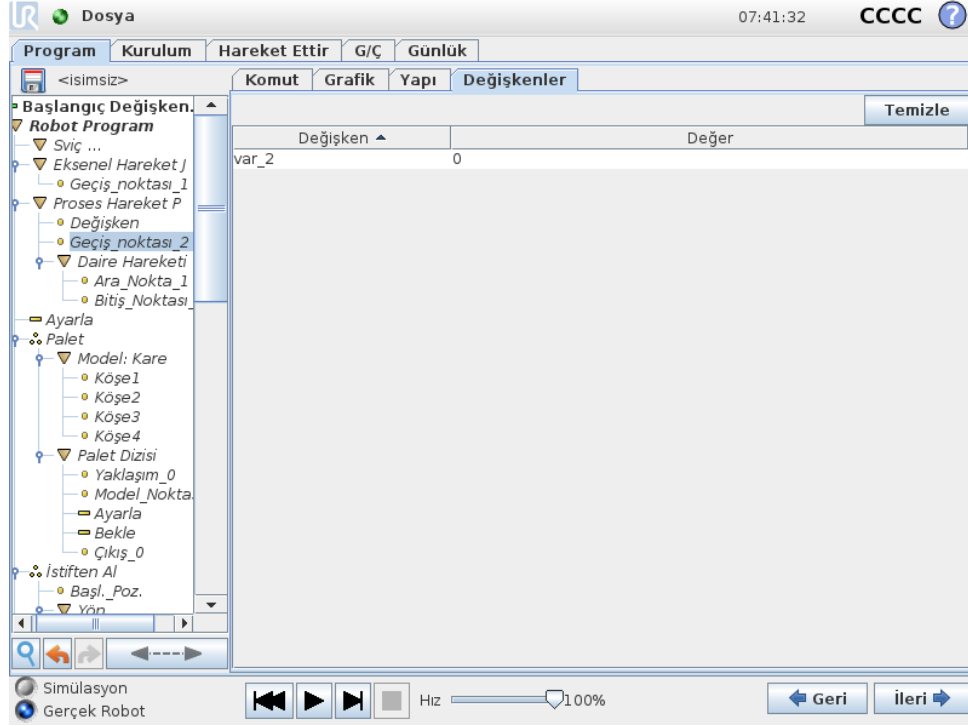 UR Dosya 07:41:32 CCCC ?
Program Kurulum Hareket Ettir G/Ç Günlük
<isimsiz>
Komut Grafik Yapı Değişkenler
Temizle
Değişken Değer
var_2 0
Başlangıç Değişken.
Robot Program
Sviç ...
Eksenel Hareket J
Geçiş_noktası_1
Proses Hareket P
Değişken
Geçiş_noktası_2
Daire Hareketi
Ara_Nokta_1
Bitiş_Noktası_
Ayarla
Palet
Model: Kare
Köşe1
Köşe2
Köşe3
Köşe4
Palet Dizisi
Yaklaşım_0
Model_Nokta
Ayarla
Bekle
Çıkış_0
İstiften Al
Başl._Poz.
Yön
Simülasyon
Gerçek Robot
Hız 100%
Geri İleri